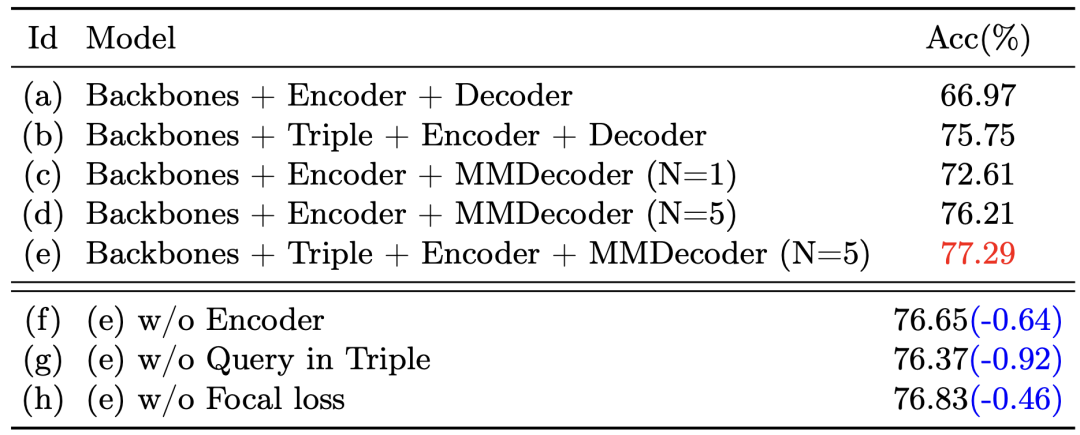 Id Model Acc(%)
(a) Backbones + Encoder + Decoder 66.97
(b) Backbones + Triple + Encoder + Decoder 75.75
(c) Backbones + Encoder + MMDecoder (N=1) 72.61
(d) Backbones + Encoder + MMDecoder (N=5) 76.21
(e) Backbones + Triple + Encoder + MMDecoder (N=5) 77.29
(f) (e) w/o Encoder 76.65(-0.64)
(g) (e) w/o Query in Triple 76.37(-0.92)
(h) (e) w/o Focal loss 76.83(-0.46)